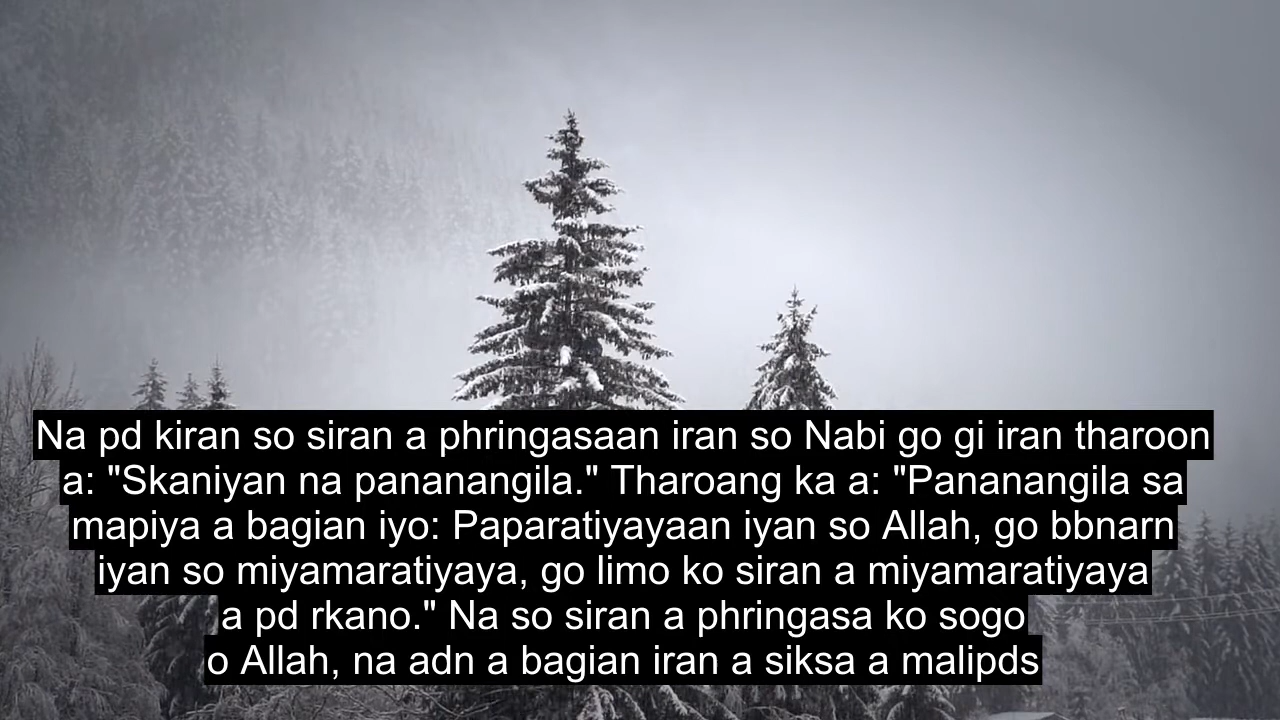 Na pd kiran so siran a phringasaan iran so Nabi go gi iran tharoon
a: "Skaniyan na pananangila." Tharoang ka a: "Pananangila sa
mapiya a bagian iyo: Paparatiyayaan iyan so Allah, go bbnarn
iyan so miyamaratiyaya, go limo ko siran a miyamaratiyaya
a pd rkano." Na so siran a phringasa ko sogo
o Allah, na adn a bagian iran a siksa a malipds